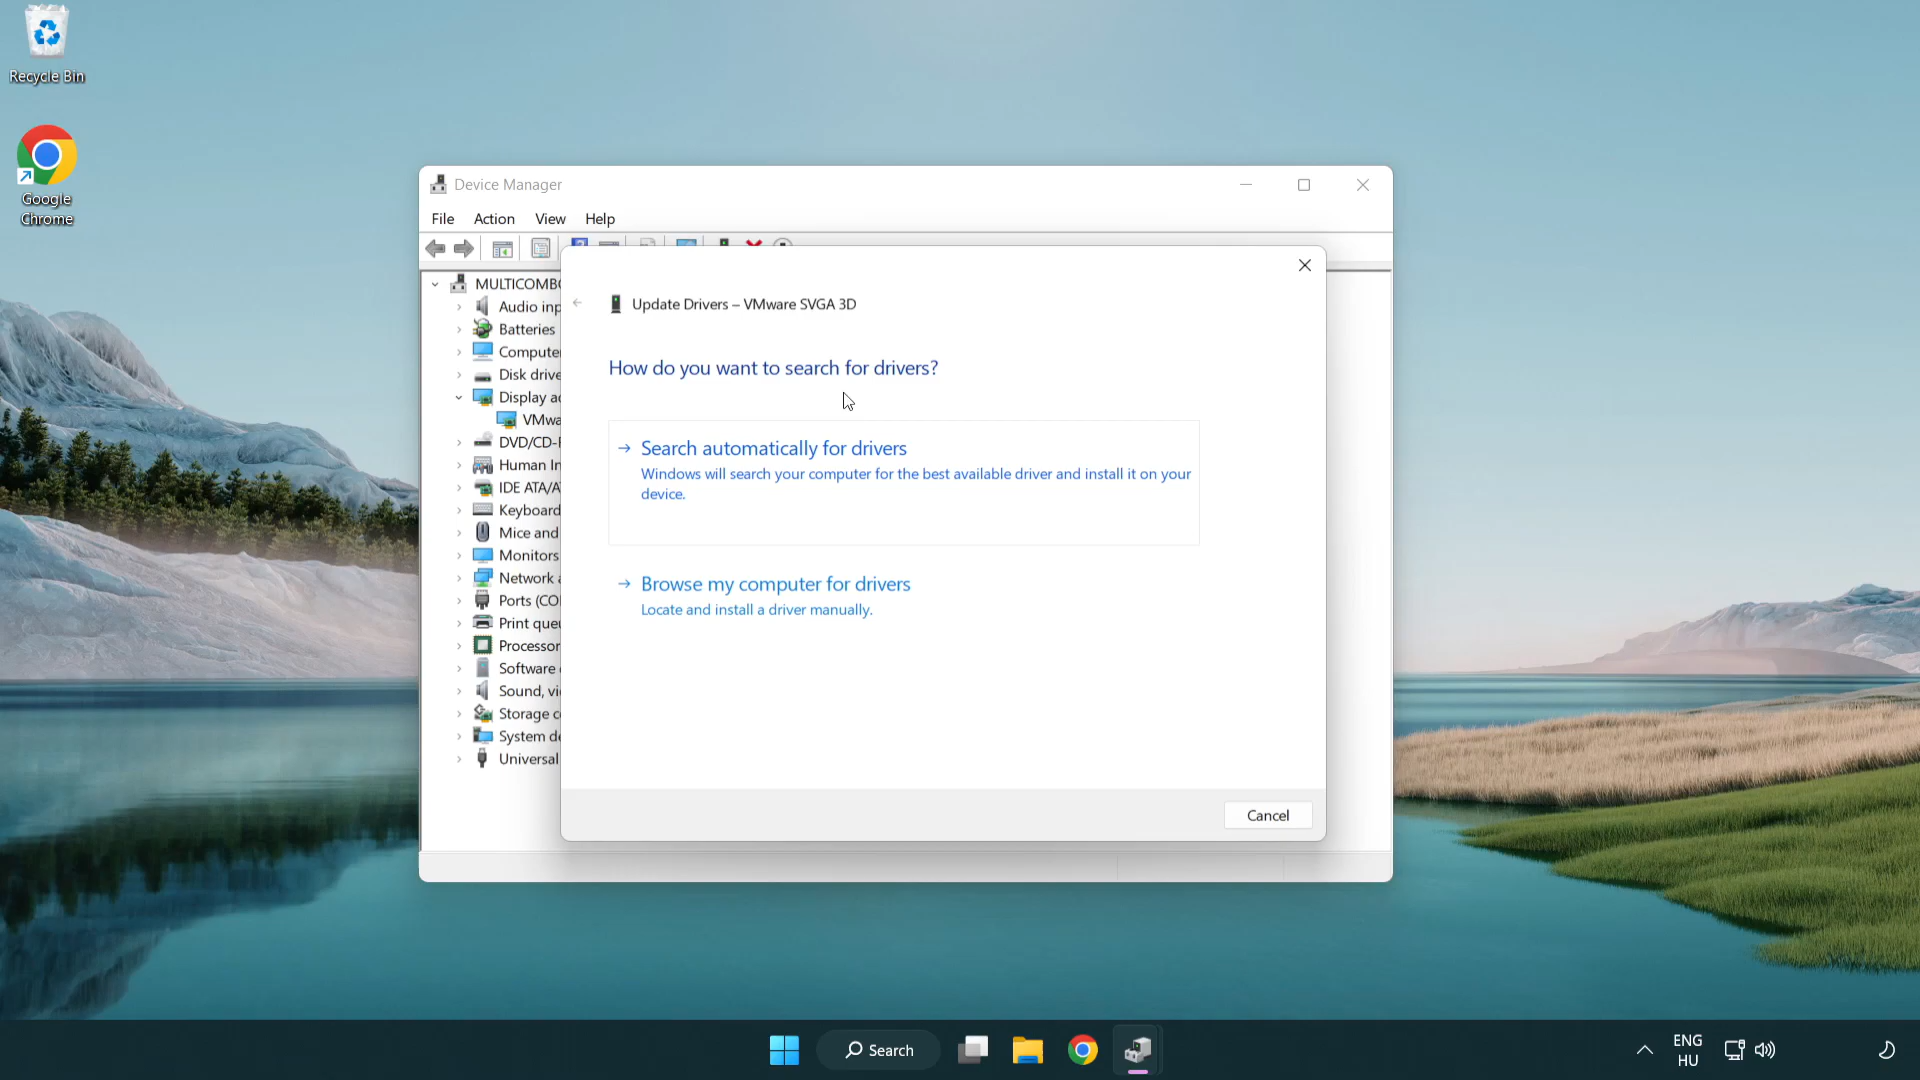 Recycle Bin
Google
Chrome
Device Manager
File Action View Help
MULTICOMBO
Audio inp
Batteries
Compute
Disk drive
Display a
VMwa
DVD/CD-
Human In
IDE ATA/A
Keyboard
Mice and
Monitors
Network a
Ports (CO
Print que
Processor
Software
Sound, vi
Storage c
System de
Universal
Update Drivers – VMware SVGA 3D
How do you want to search for drivers?
Search automatically for drivers
Windows will search your computer for the best available driver and install it on your
device.
Browse my computer for drivers
Locate and install a driver manually.
Cancel
Search
ENG
HU